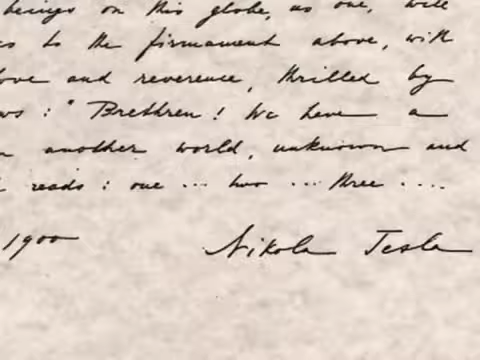 beings on this globe, as one, will
to the firmament above, with
and reverence, thrilled by
: "Brethren! We have a
another world, unknown and
reads: one ... two ... three ....
1900 Nikola Tesla